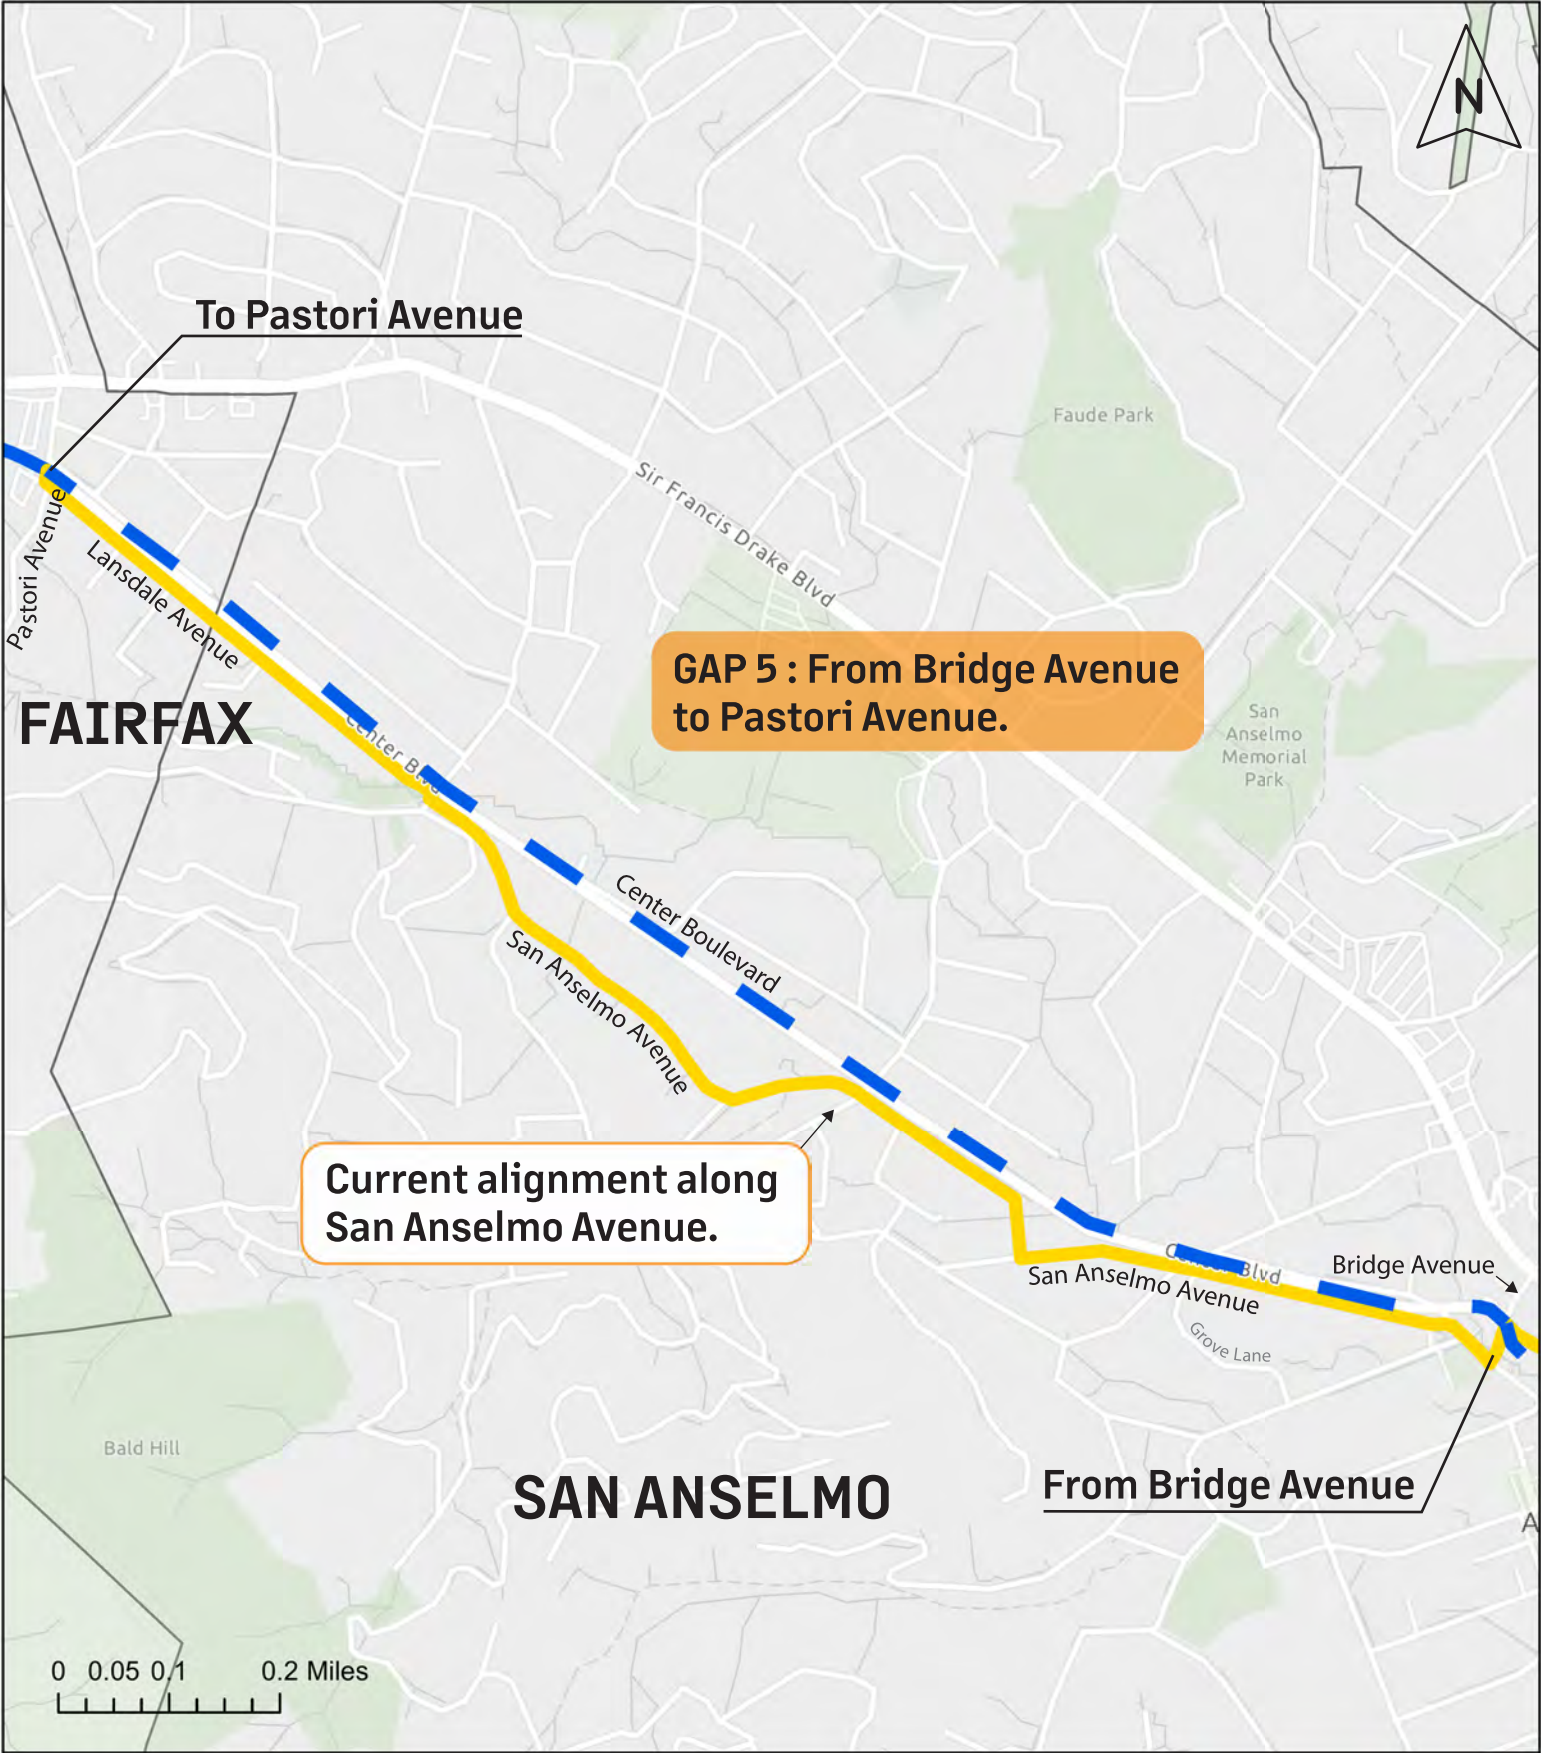 N
To Pastori Avenue
Faude Park
Sir Francis Drake Blvd
Pastori Avenue
Lansdale Avenue
GAP 5 : From Bridge Avenue
to Pastori Avenue.
FAIRFAX
San
Anselmo
Memorial
Park
Center Blvd
Center Boulevard
San Anselmo Avenue
Current alignment along
San Anselmo Avenue.
Center Blvd
Bridge Avenue
San Anselmo Avenue
Grove Lane
Bald Hill
SAN ANSELMO
From Bridge Avenue
A
0 0.05 0.1 0.2 Miles